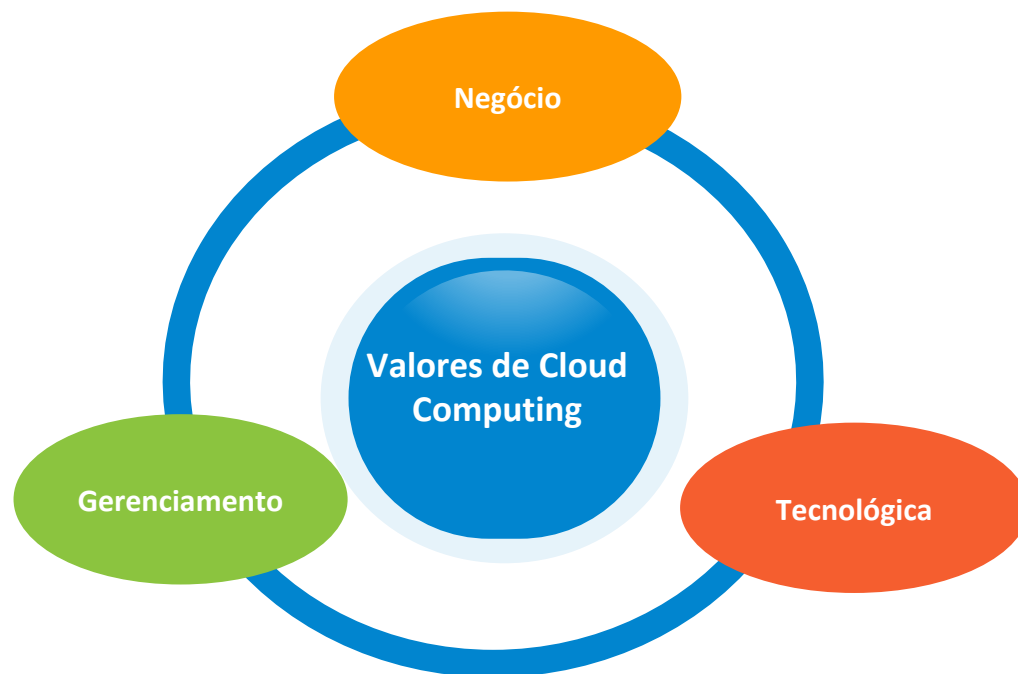 Negócio
Valores de Cloud
Computing
Gerenciamento
Tecnológica